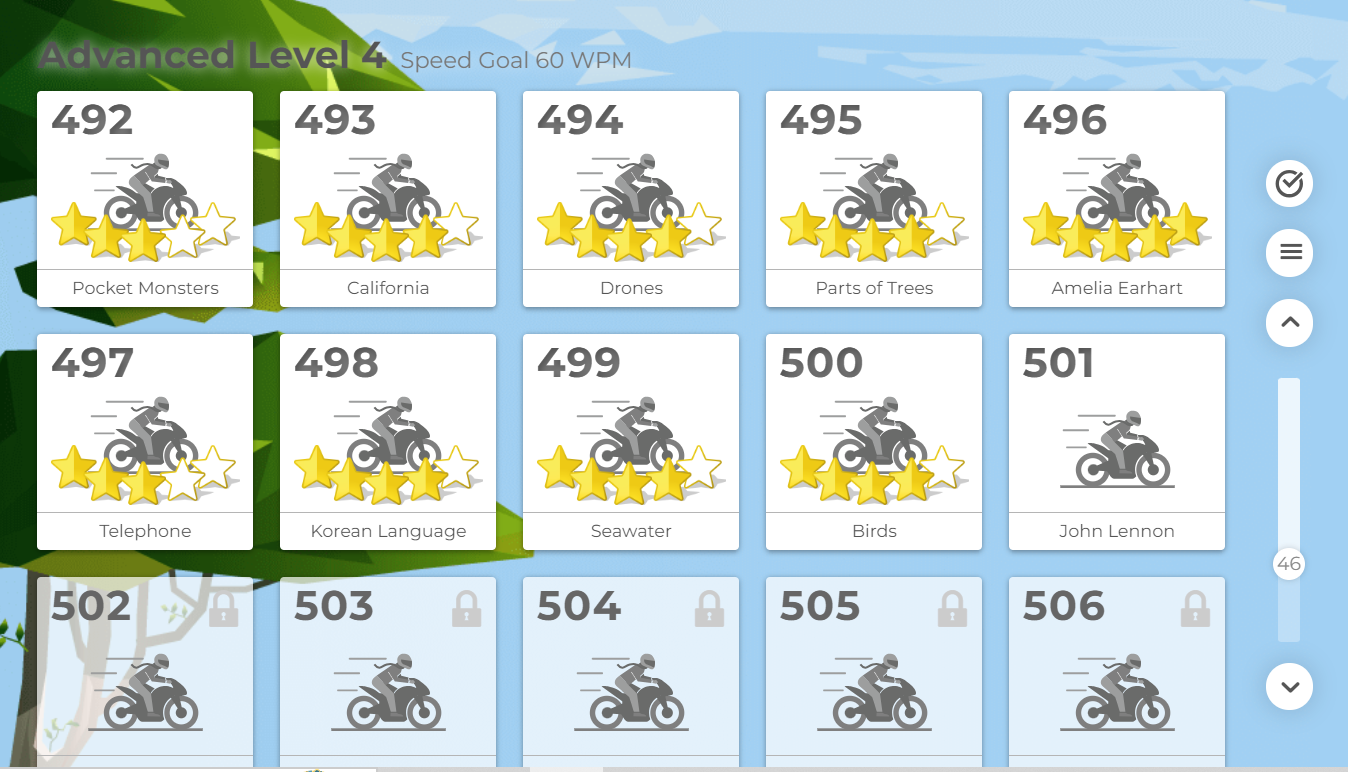 Advanced Level 4 Speed Goal 60 WPM
492
493
494
495
496
Pocket Monsters
California
Drones
Parts of Trees
Amelia Earhart
497
498
499
500
501
Telephone
Korean Language
Seawater
Birds
John Lennon
46
502
503
504
505
506